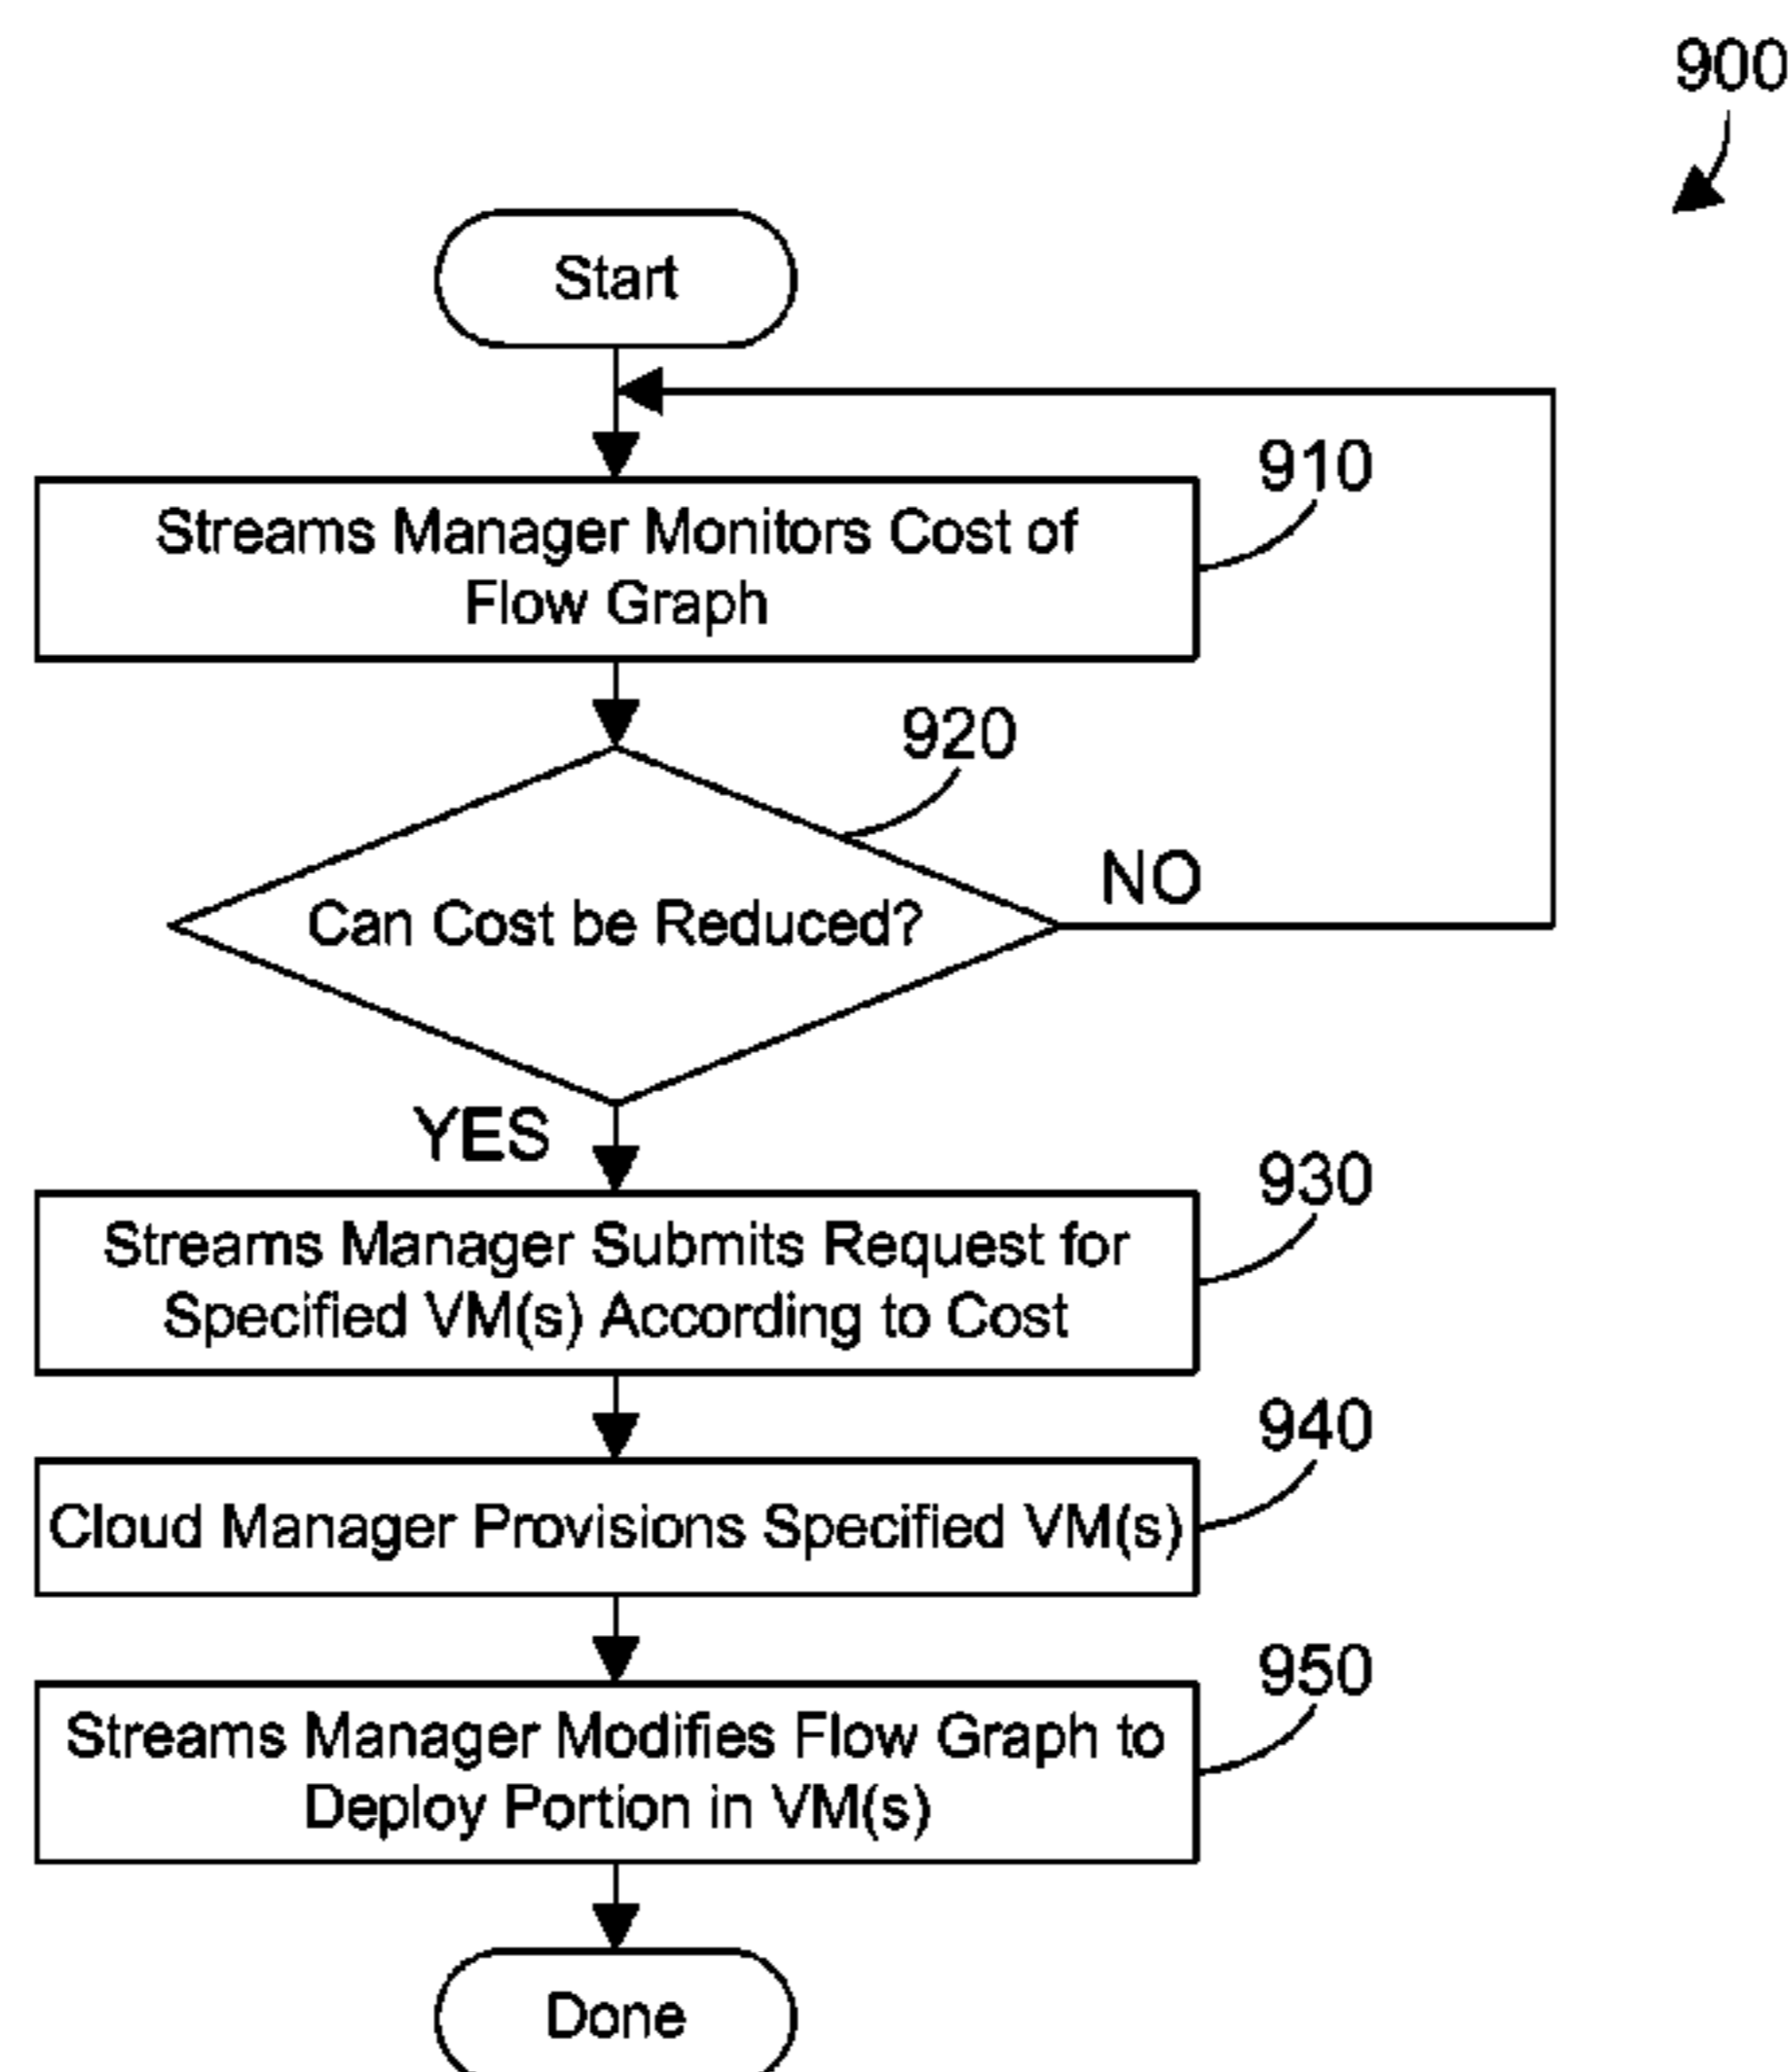 900
Start
910
Streams Manager Monitors Cost of
Flow Graph
920
Can Cost be Reduced?
NO
YES
930
Streams Manager Submits Request for
Specified VM(s) According to Cost
940
Cloud Manager Provisions Specified VM(s)
950
Streams Manager Modifies Flow Graph to
Deploy Portion in VM(s)
Done